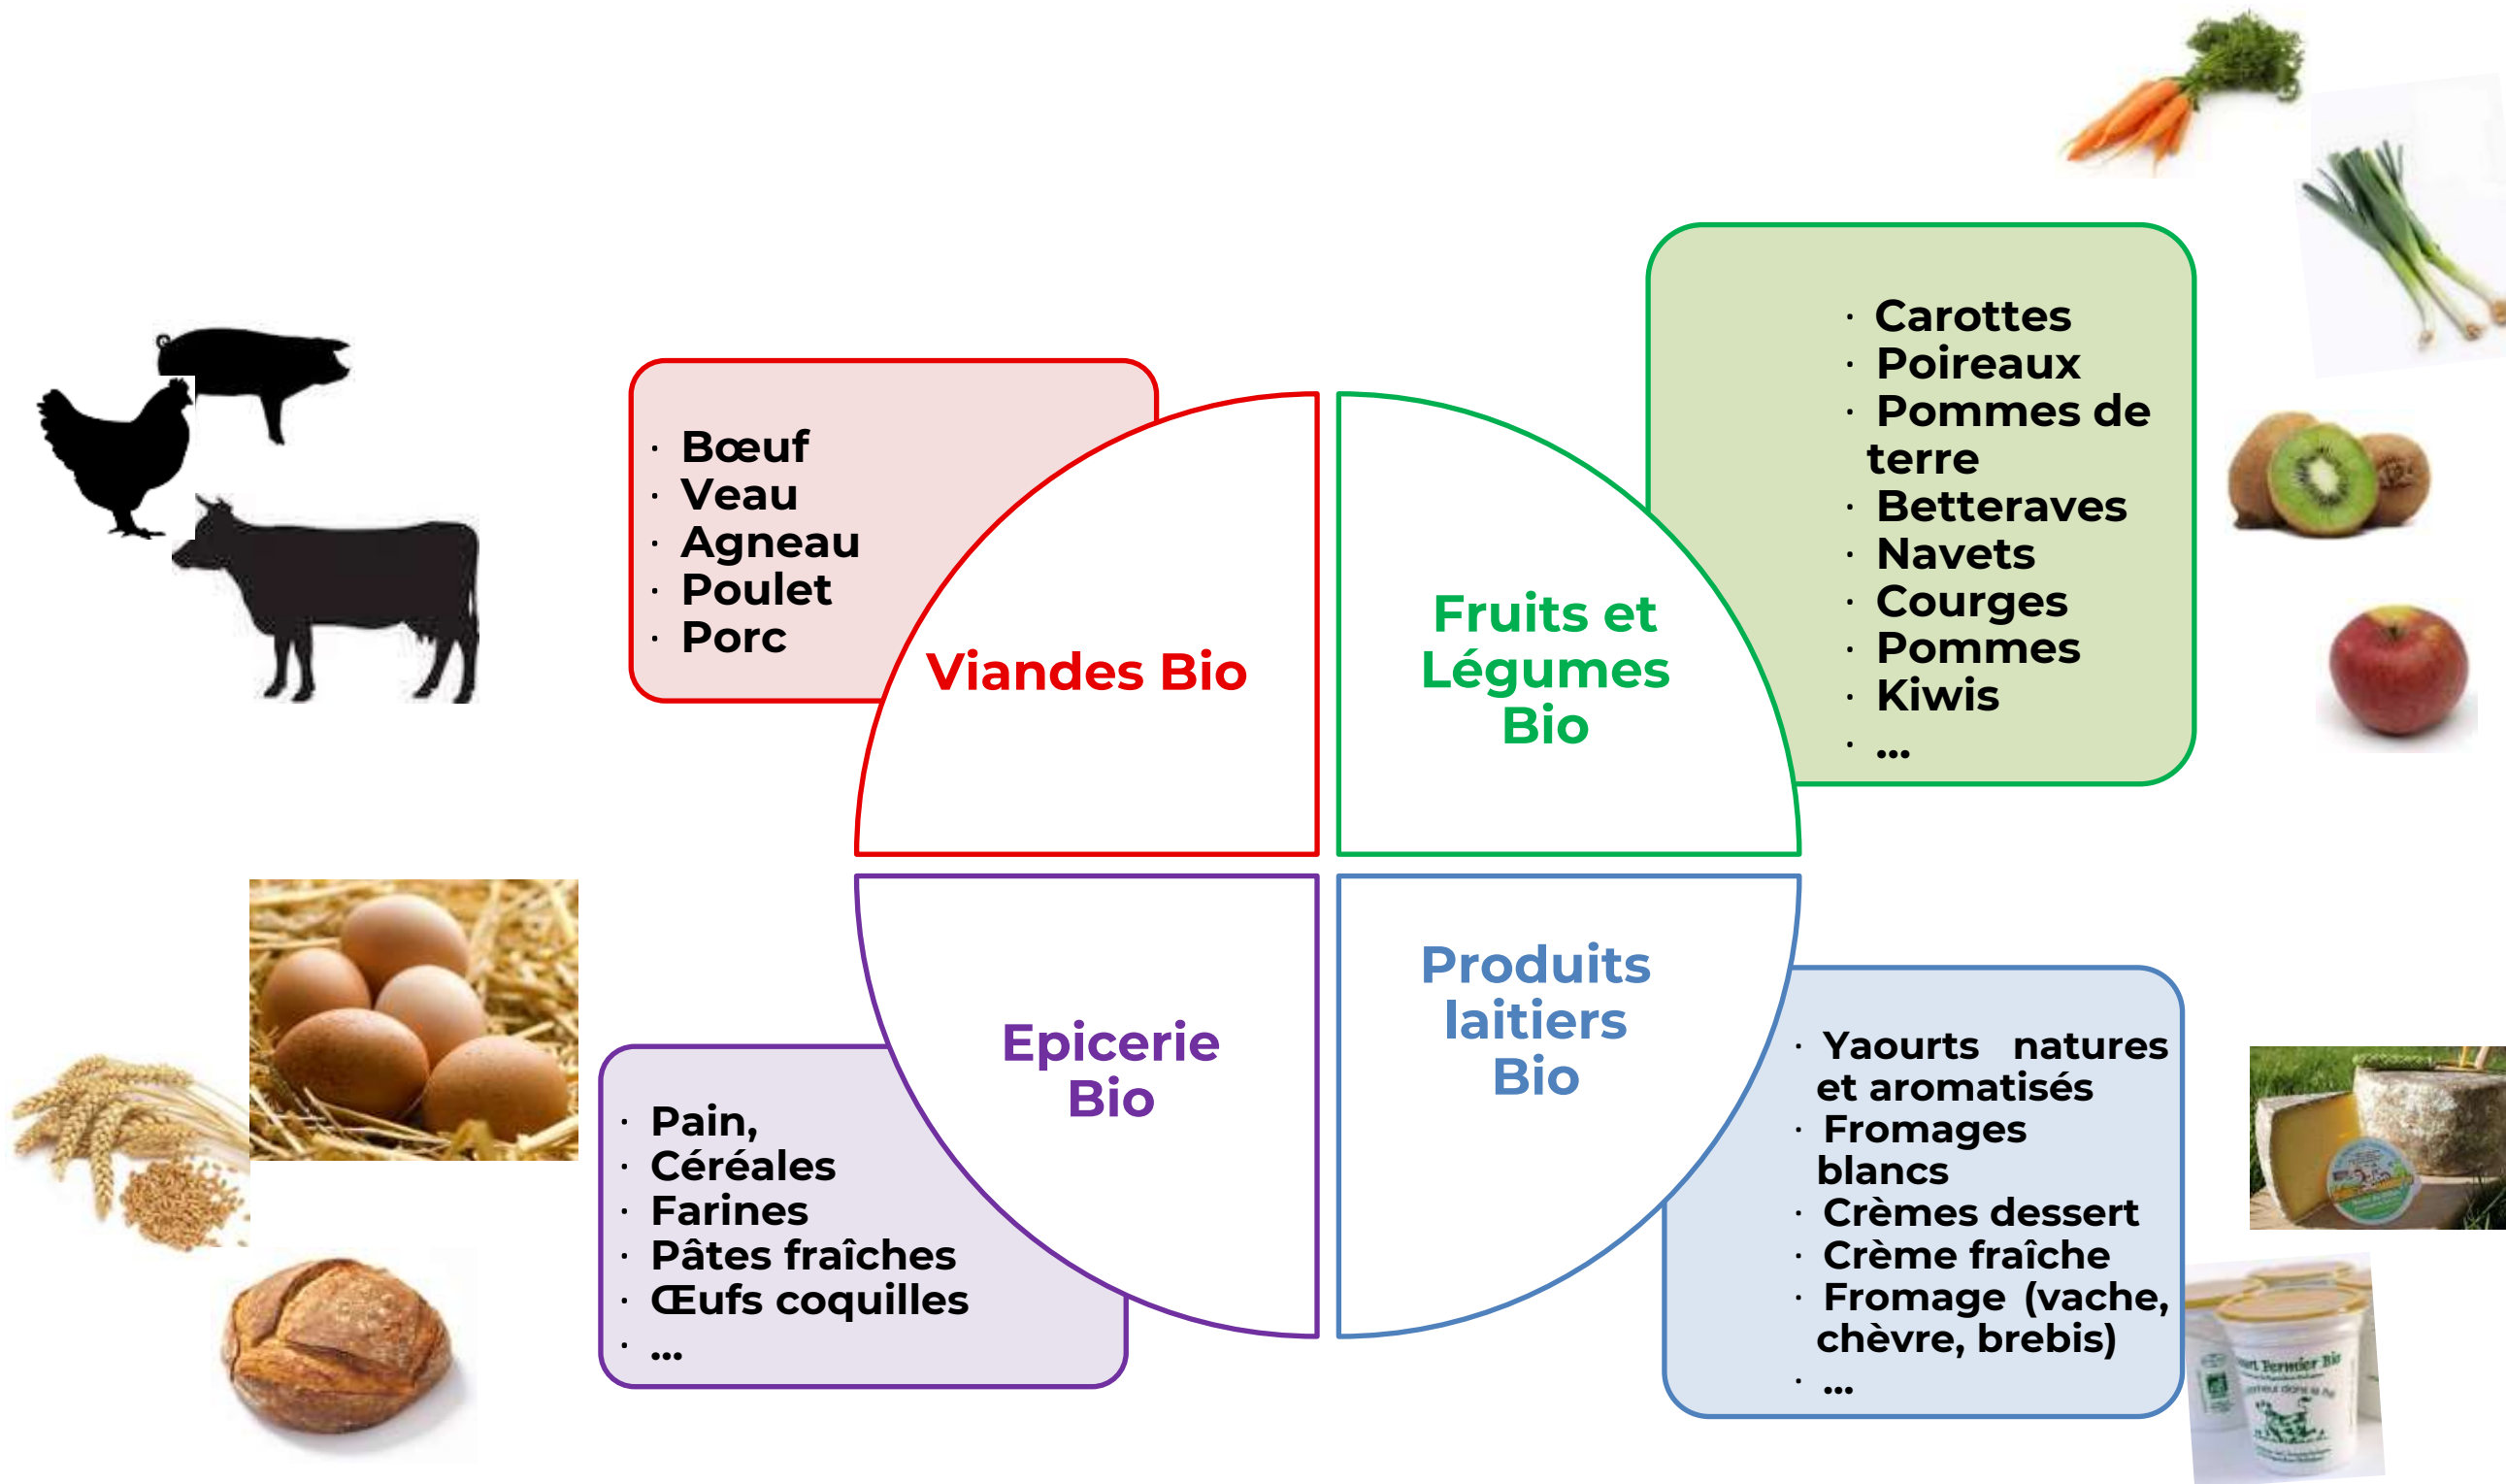 · Carottes
· Poireaux
· Pommes de
terre
· Betteraves
· Navets
· Courges
· Pommes
· Kiwis
· ...
· Bœuf
· Veau
· Agneau
· Poulet
· Porc
Viandes Bio
Fruits et
Légumes
Bio
Epicerie
Bio
Produits
laitiers
Bio
· Pain,
· Céréales
· Farines
· Pâtes fraîches
· Œufs coquilles
· ...
· Yaourts natures
et aromatisés
· Fromages
blancs
· Crèmes dessert
· Crème fraîche
· Fromage (vache,
chèvre, brebis)
· ...
Fermier Bio